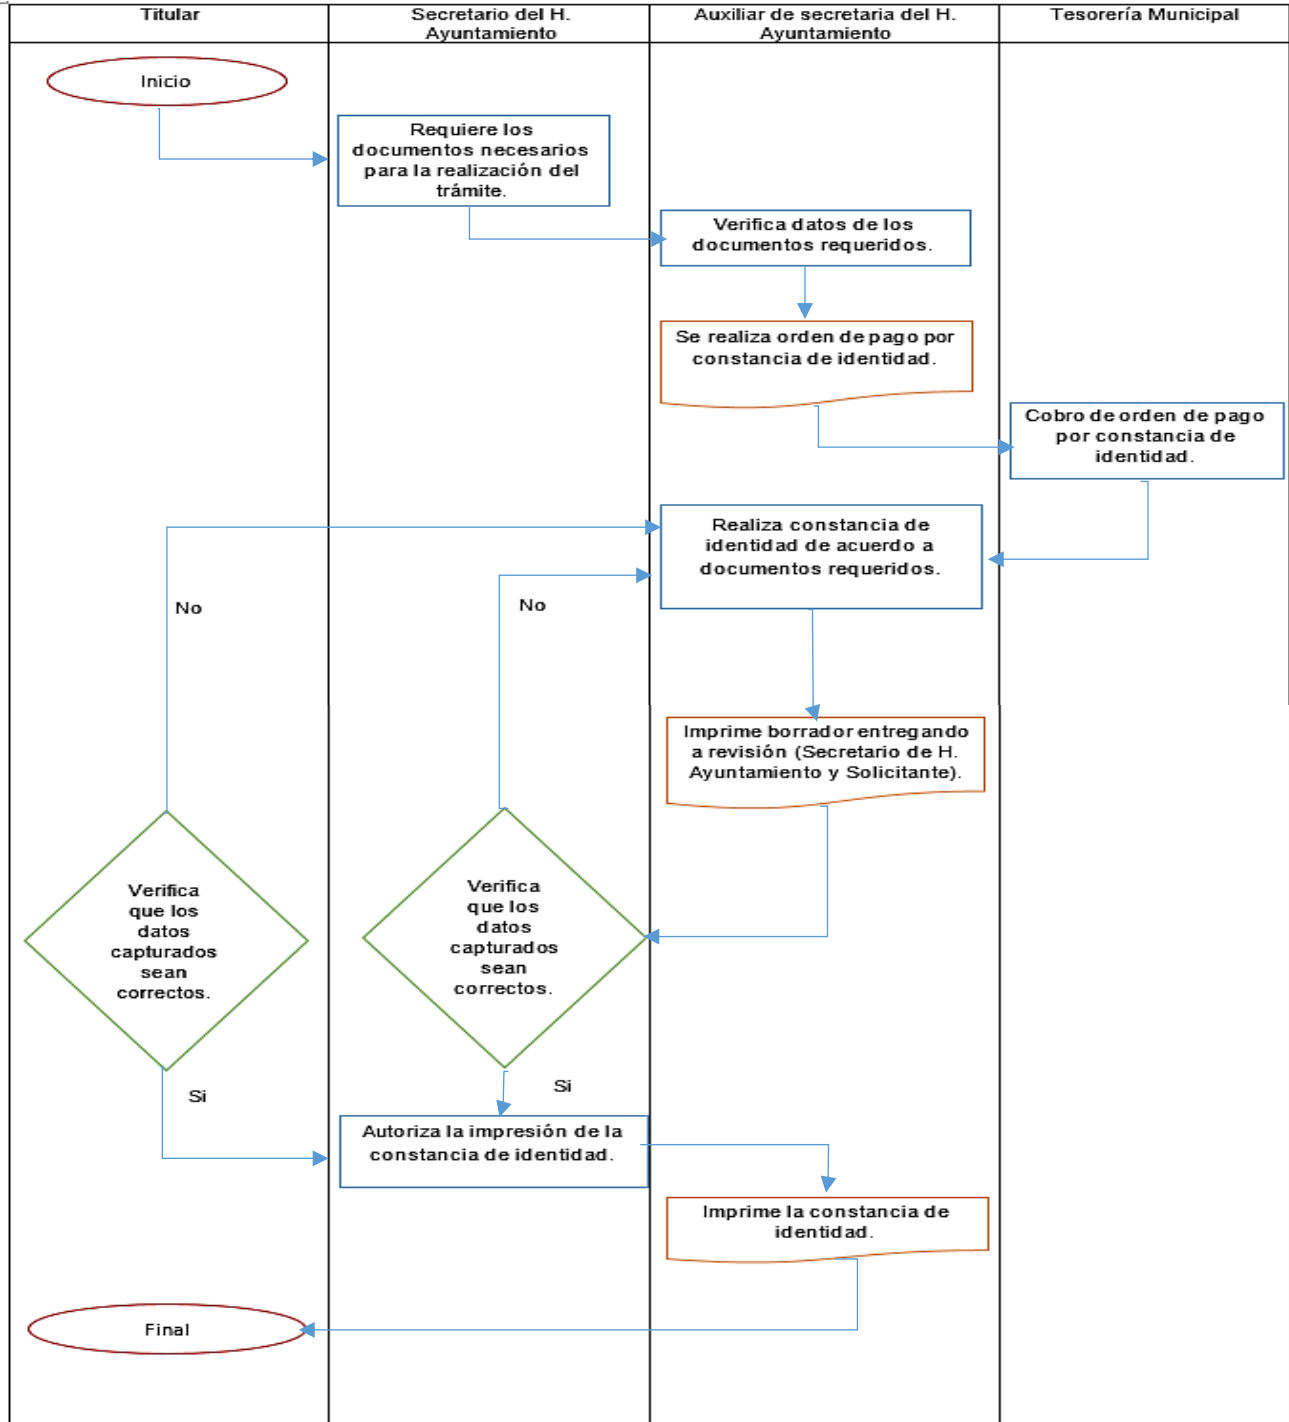 Titular
Secretario del H.
Ayuntamiento
Auxiliar de secretaria del H.
Ayuntamiento
Tesorería Municipal
Inicio
Requiere los
documentos necesarios
para la realización del
trámite.
Verifica datos de los
documentos requeridos.
Se realiza orden de pago por
constancia de identidad.
Cobro de orden de pago
por constancia de
identidad.
Realiza constancia de
identidad de acuerdo a
documentos requeridos.
No
No
Imprime borrador entregando
a revisión (Secretario de H.
Ayuntamiento y Solicitante).
Verifica
que los
datos
capturados
sean
correctos.
Verifica
que los
datos
capturados
sean
correctos.
Si
Si
Autoriza la impresión de la
constancia de identidad.
Imprime la constancia de
identidad.
Final